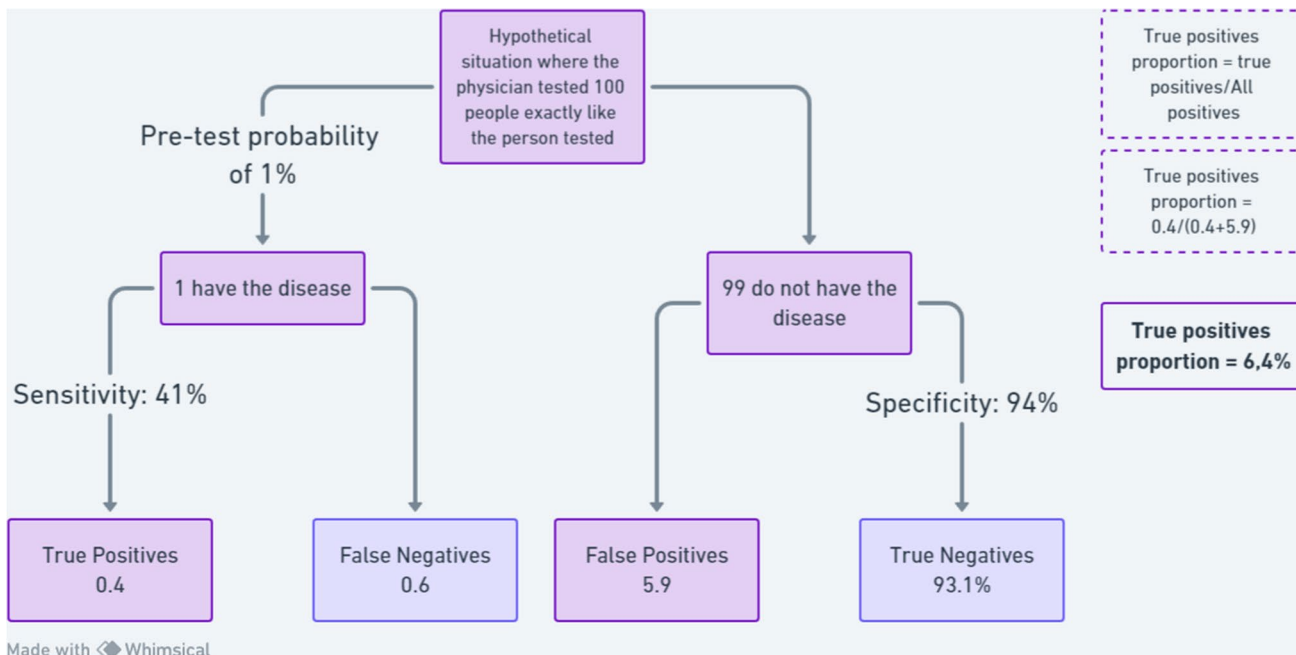 Hypothetical
situation where the
physician tested 100
people exactly like
the person tested
True positives
proportion = true
positives/All
positives
Pre-test probability
of 1%
True positives
proportion =
0.4/(0.4+5.9)
1 have the disease
99 do not have the
disease
True positives
proportion = 6,4%
Sensitivity: 41%
Specificity: 94%
True Positives
0.4
False Negatives
0.6
False Positives
5.9
True Negatives
93.1%
Made with Whimsical